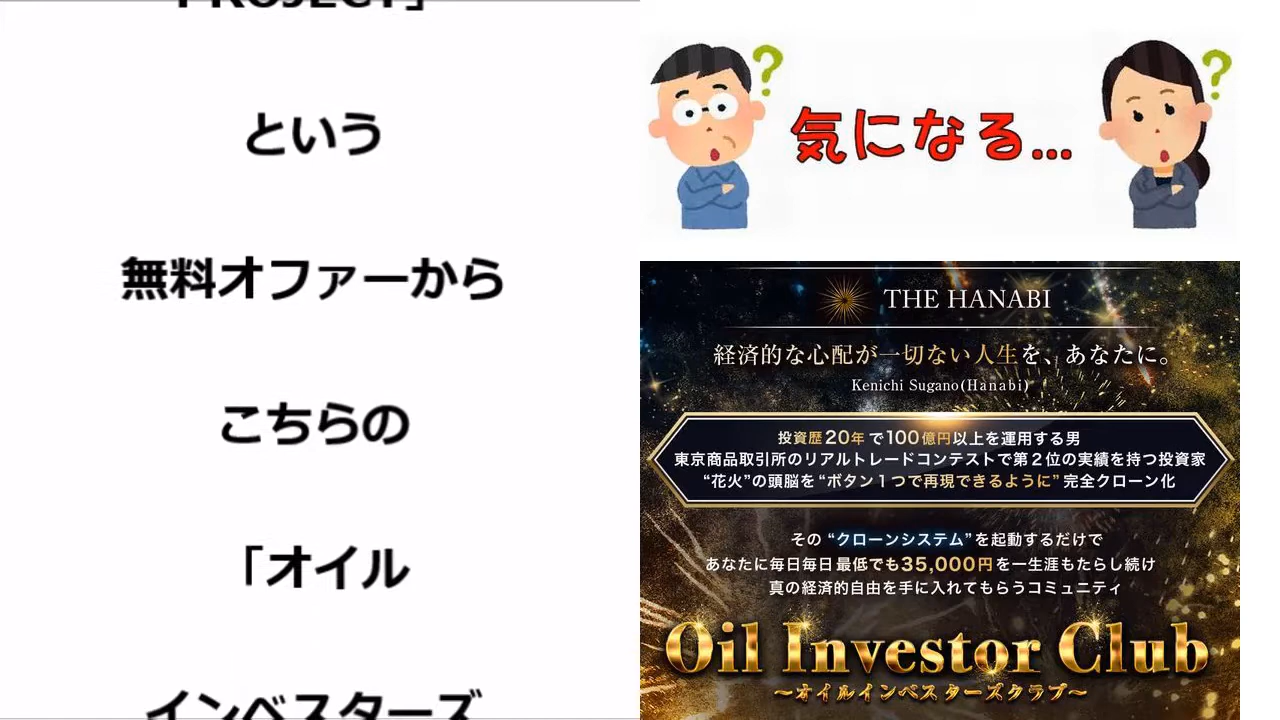 PROJECT」
という
無料オファーから
こちらの
「オイル
インベスターズ
?
気になる...
?
THE HANABI
経済的な心配が一切ない人生を、あなたに。
Kenichi Sugano(Hanabi)
投資歴20年で100億円以上を運用する男
東京商品取引所のリアルトレードコンテストで第2位の実績を持つ投資家
“花火”の頭脳を“ボタン1つで再現できるように”完全クローン化
その“クローンシステム”を起動するだけで
あなたに毎日毎日最低でも35,000円を一生涯もたらし続け
真の経済的自由を手に入れてもらうコミュニティ
Oil Investor Club
～オイルインベスターズクラブ～